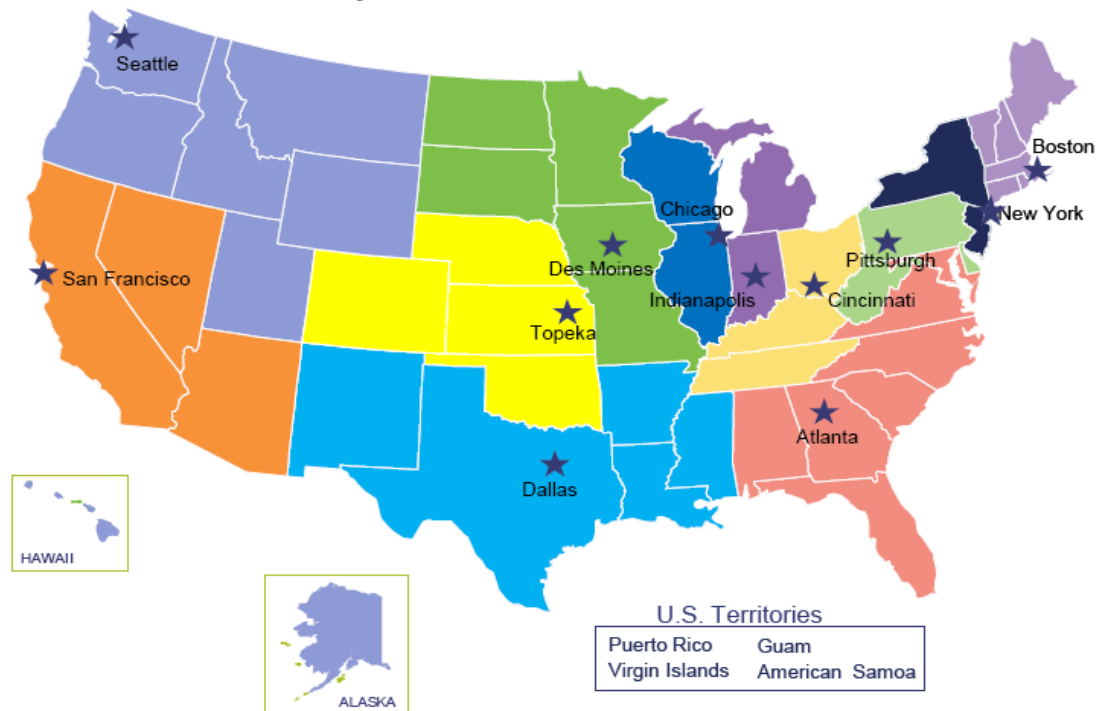 Seattle
Boston
Chicago
New York
Des Moines
Pittsburgh
San Francisco
Indianapolis
Cincinnati
Topeka
Atlanta
Dallas
HAWAII
U.S. Territories
Puerto Rico Guam
Virgin Islands American Samoa
ALASKA